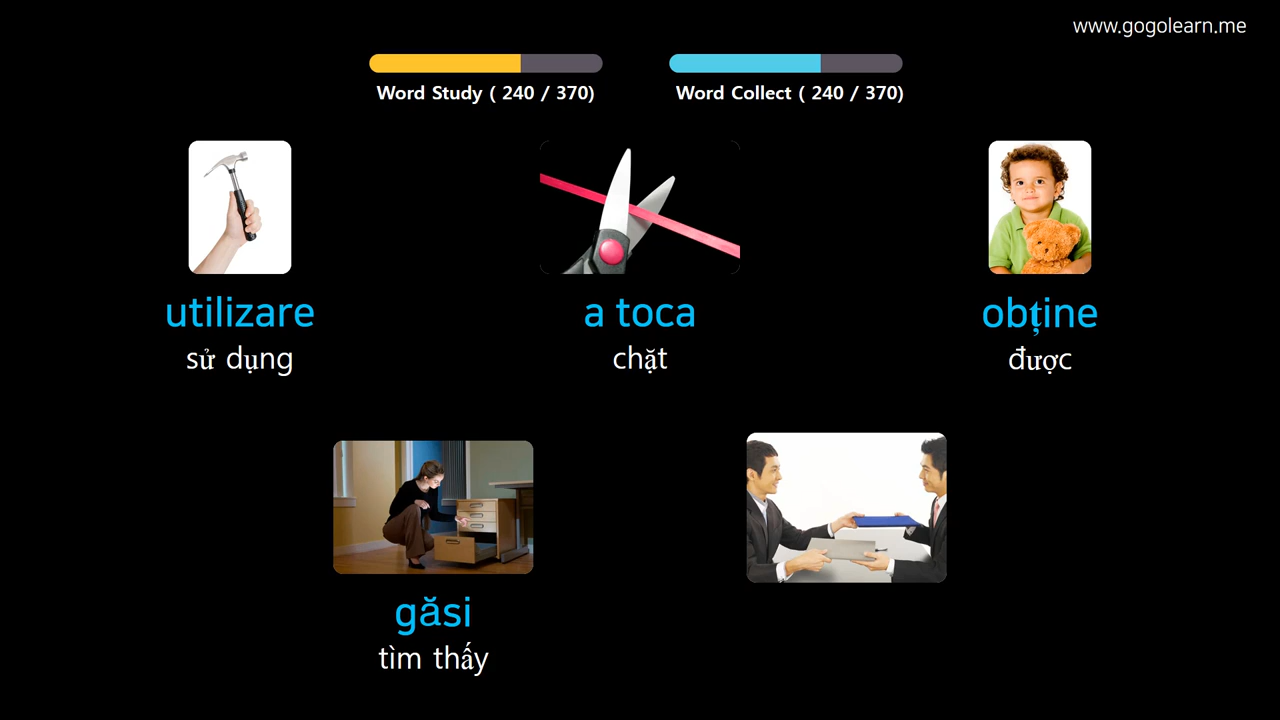 www.gogolearn.me
Word Study ( 240 / 370)
Word Collect ( 240 / 370)
utilizare
sử dụng
a toca
chặt
obține
được
găsi
tìm thấy